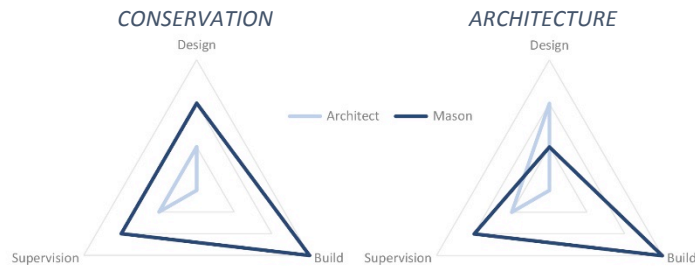 CONSERVATION
ARCHITECTURE
Design
Design
Architect
Mason
Supervision
Build
Supervision
Build